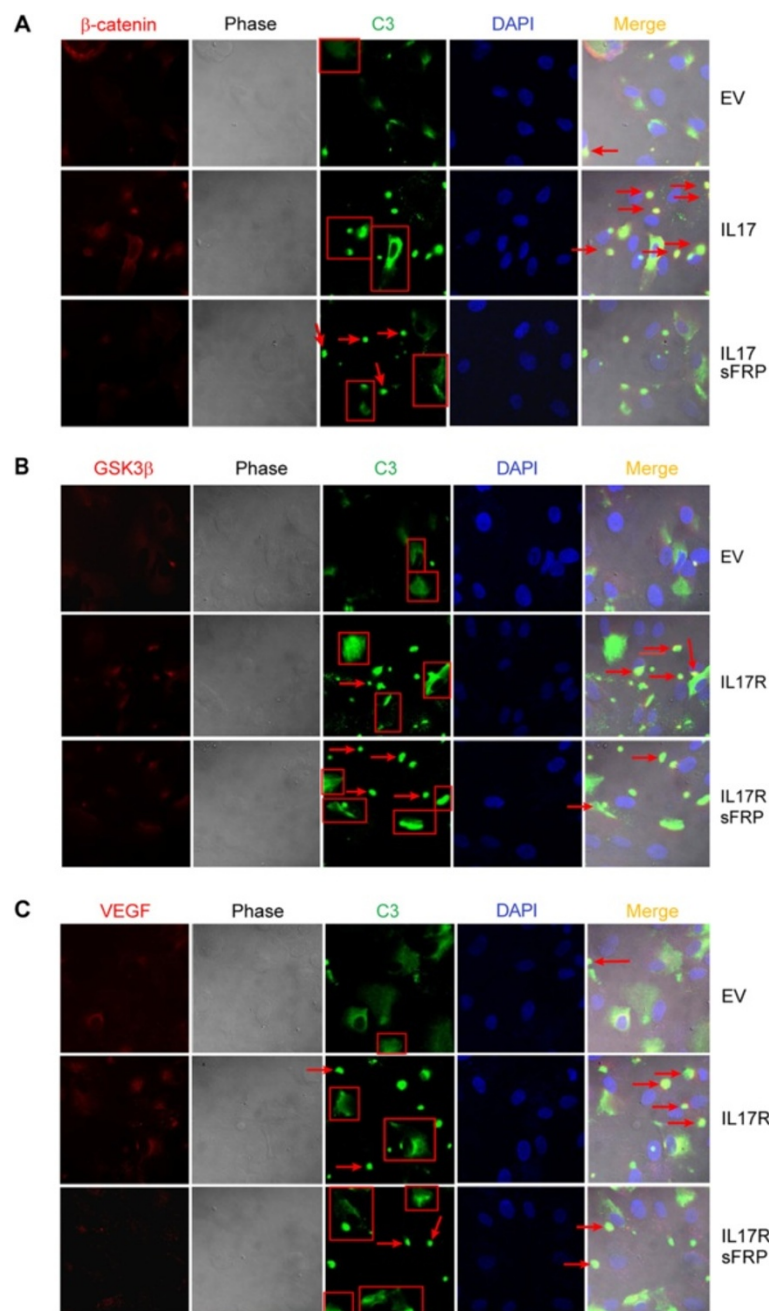 A
β-catenin Phase C3 DAPI Merge
EV
IL17
IL17
sFRP
B
GSK3β Phase C3 DAPI Merge
EV
IL17R
IL17R
sFRP
C
VEGF Phase C3 DAPI Merge
EV
IL17R
IL17R
sFRP